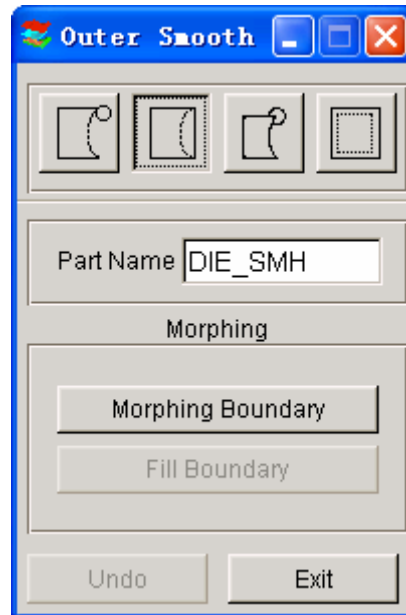 Outer Smooth
Part Name DIE_SMH
Morphing
Morphing Boundary
Fill Boundary
Undo Exit